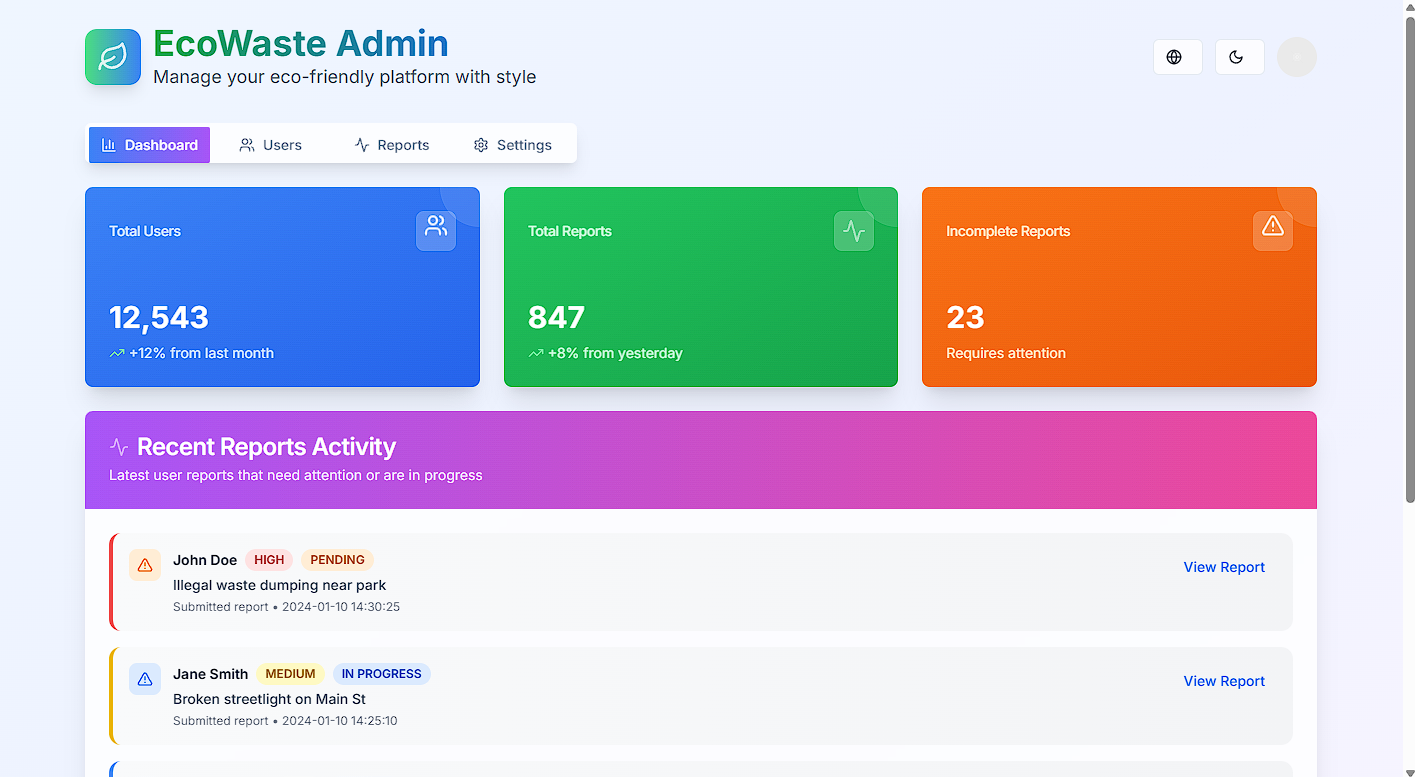 EcoWaste Admin
Manage your eco-friendly platform with style
Dashboard
Users
Reports
Settings
Total Users
12,543
+12% from last month
Total Reports
847
+8% from yesterday
Incomplete Reports
23
Requires attention
Recent Reports Activity
Latest user reports that need attention or are in progress
John Doe HIGH PENDING
Illegal waste dumping near park
Submitted report • 2024-01-10 14:30:25
View Report
Jane Smith MEDIUM IN PROGRESS
Broken streetlight on Main St
Submitted report • 2024-01-10 14:25:10
View Report